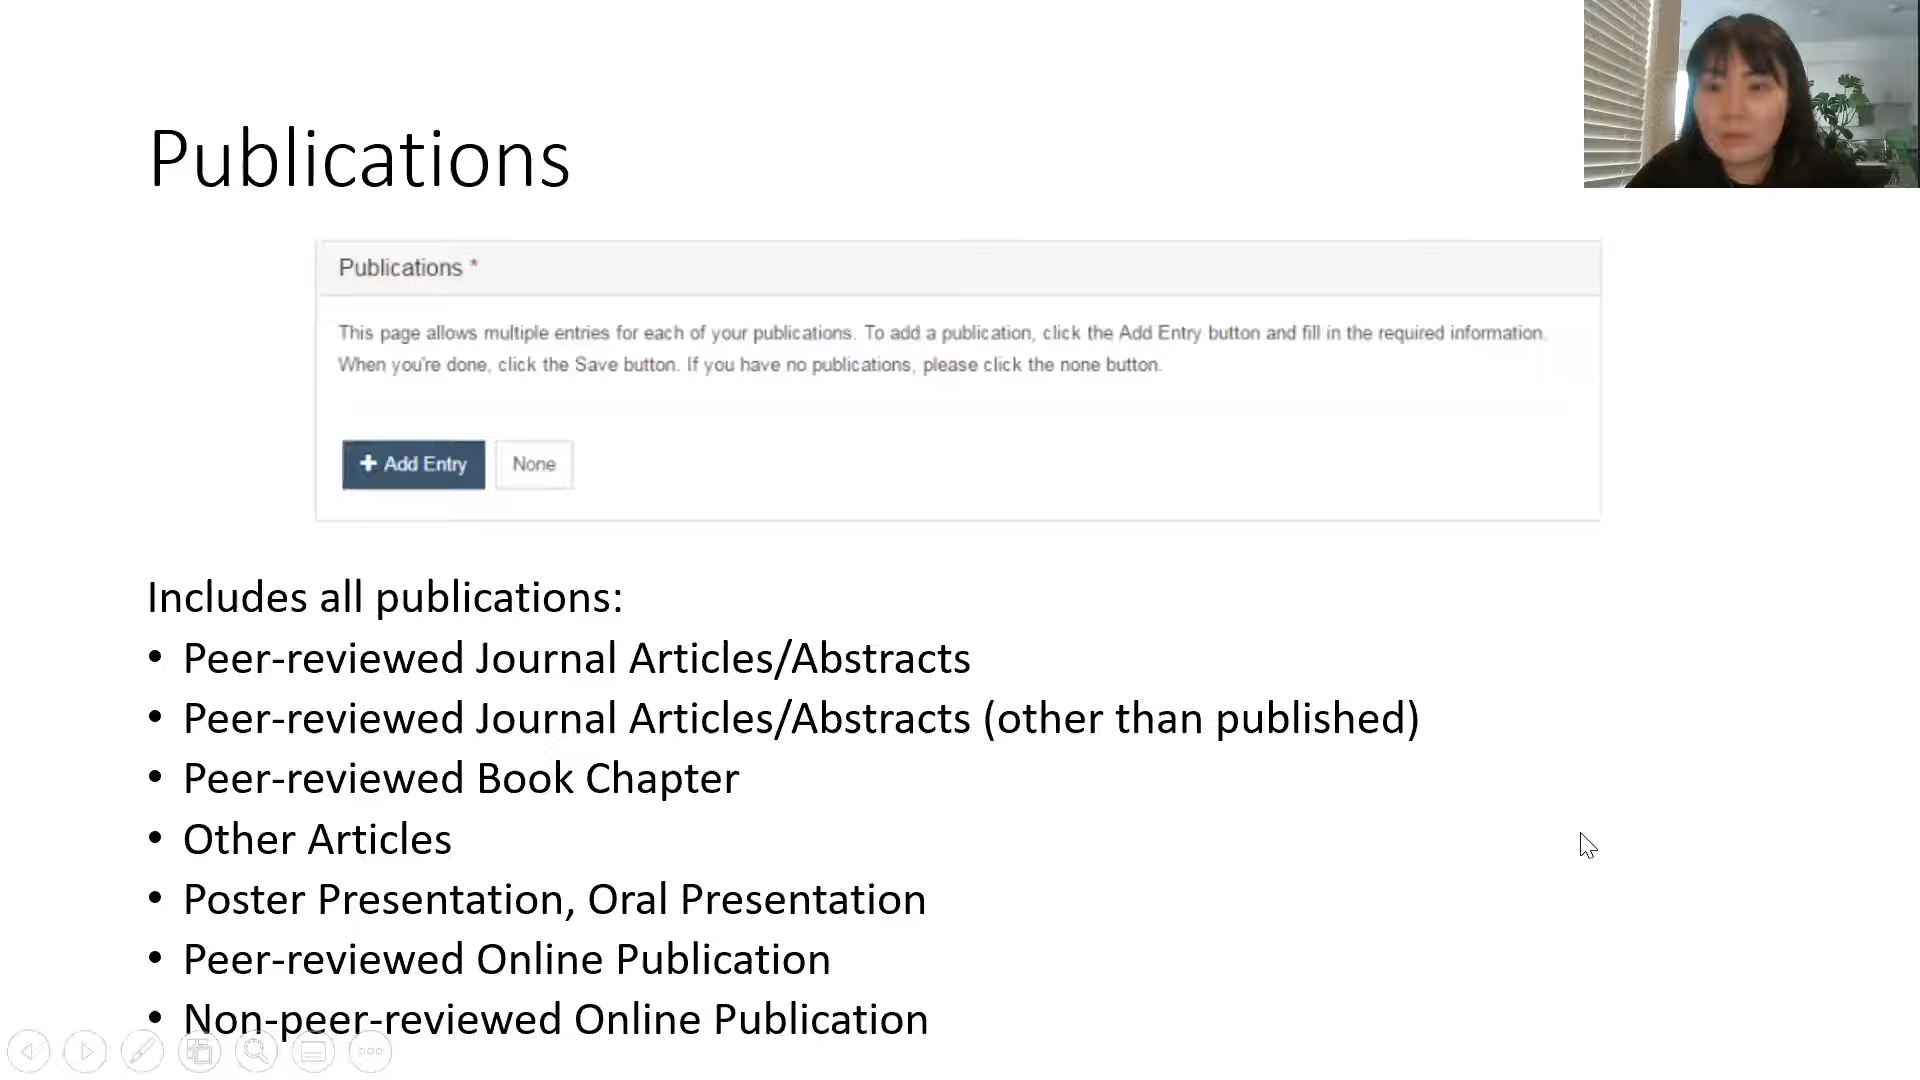 Publications
Publications *
This page allows multiple entries for each of your publications. To add a publication, click the Add Entry button and fill in the required information.
When you're done, click the Save button. If you have no publications, please click the none button.
+ Add Entry
None
Includes all publications:
• Peer-reviewed Journal Articles/Abstracts
• Peer-reviewed Journal Articles/Abstracts (other than published)
• Peer-reviewed Book Chapter
• Other Articles
• Poster Presentation, Oral Presentation
• Peer-reviewed Online Publication
• Non-peer-reviewed Online Publication